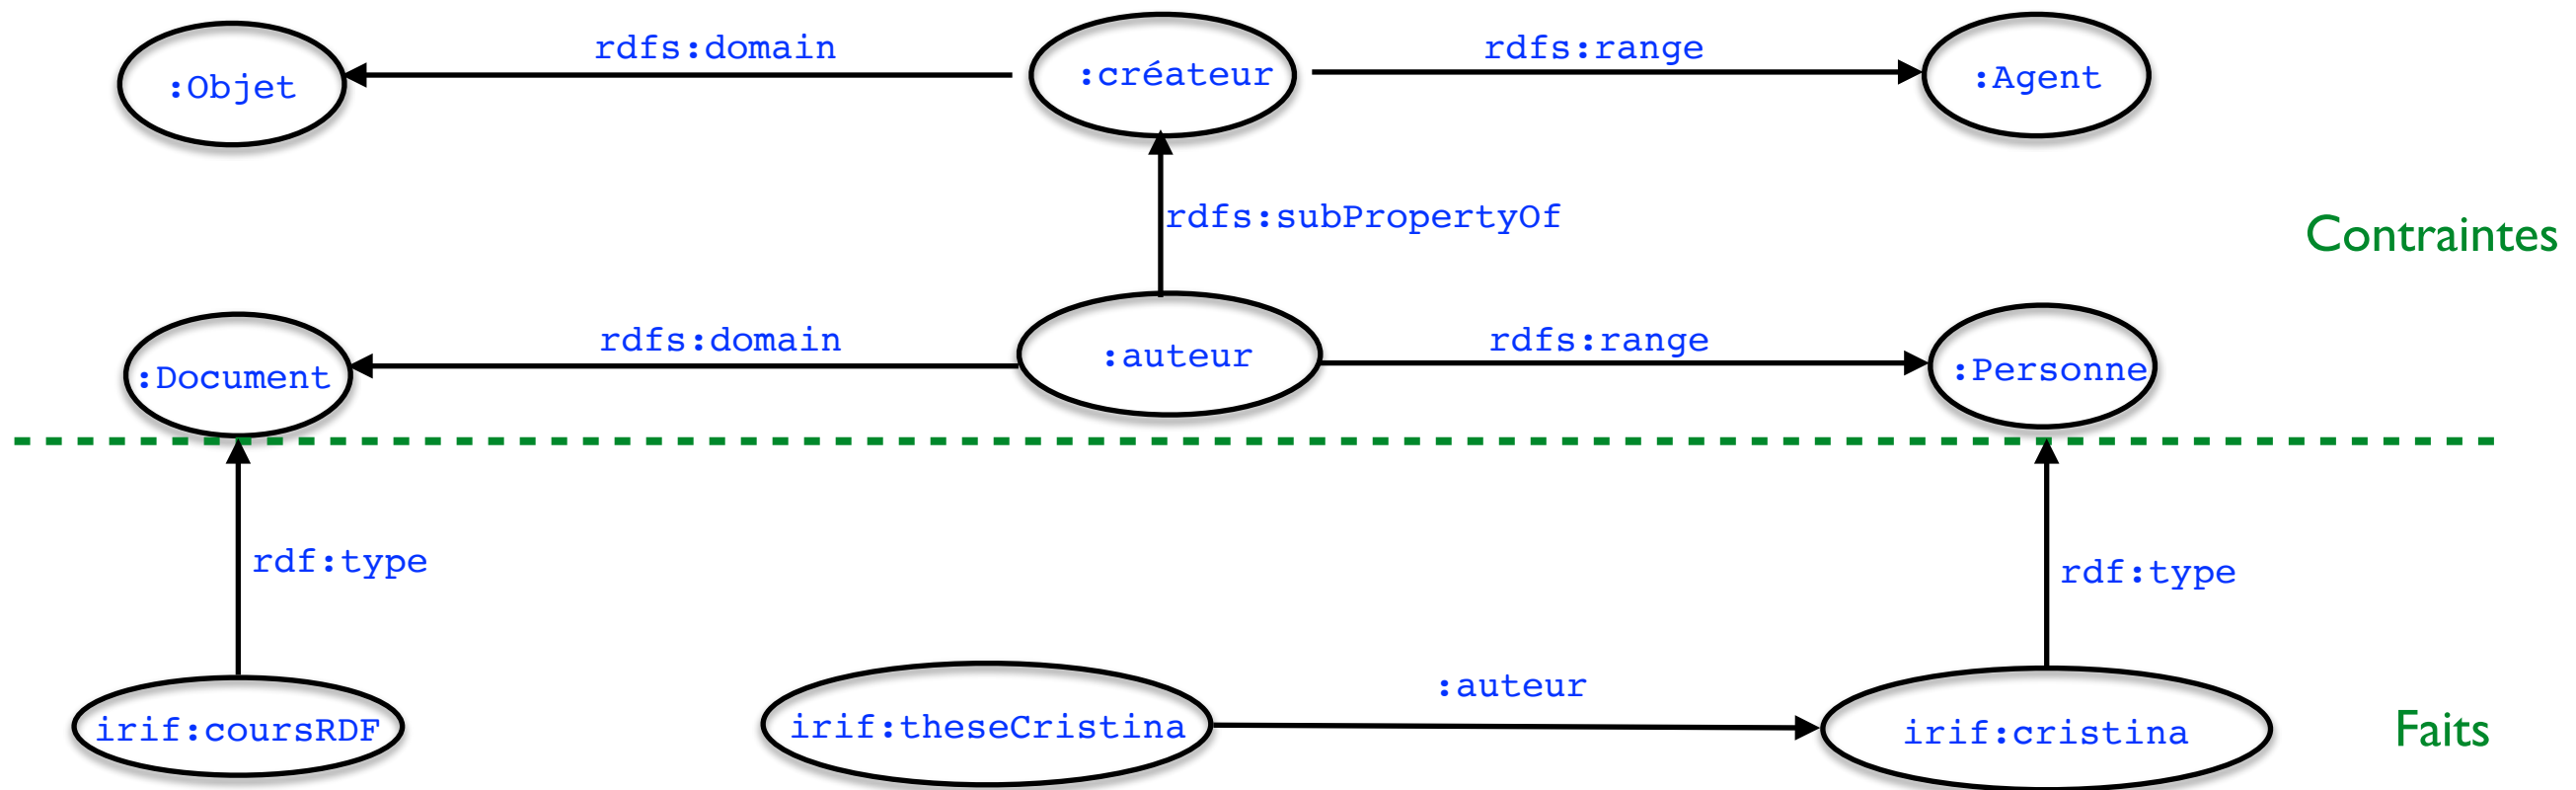 rdfs:domain
rdfs:range
:Objet
:créateur
:Agent
rdfs:subPropertyOf
Contraintes
rdfs:domain
rdfs:range
:Document
:auteur
:Personne
rdf:type
rdf:type
:auteur
irif:coursRDF
irif:theseCristina
irif:cristina
Faits